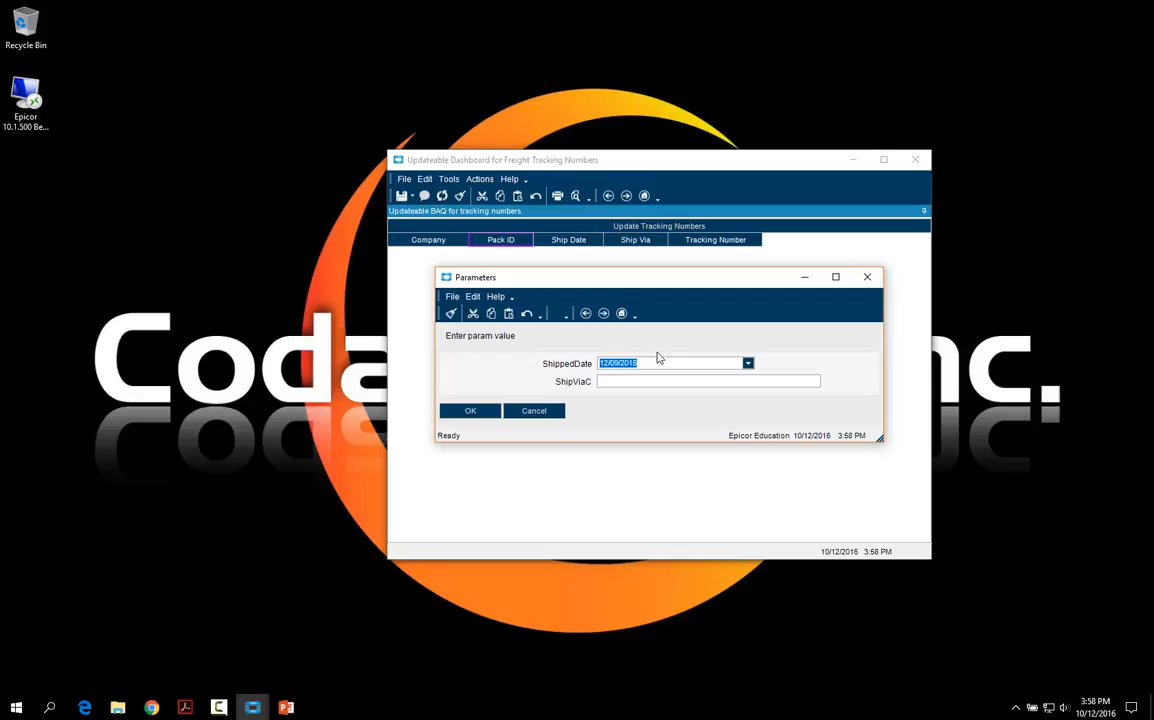 Recycle Bin
Epicor
10.1.500 Be...
Coda
nc.
Updateable Dashboard for Freight Tracking Numbers
File Edit Tools Actions Help
Updateable BAQ for tracking numbers
Update Tracking Numbers
Company Pack ID Ship Date Ship Via Tracking Number
Parameters
File Edit Help
Enter param value
ShippedDate 12/09/2015
ShipViaC
OK Cancel
Ready Epicor Education 10/12/2016 3:58 PM
10/12/2016 3:58 PM
3:58 PM
10/12/2016